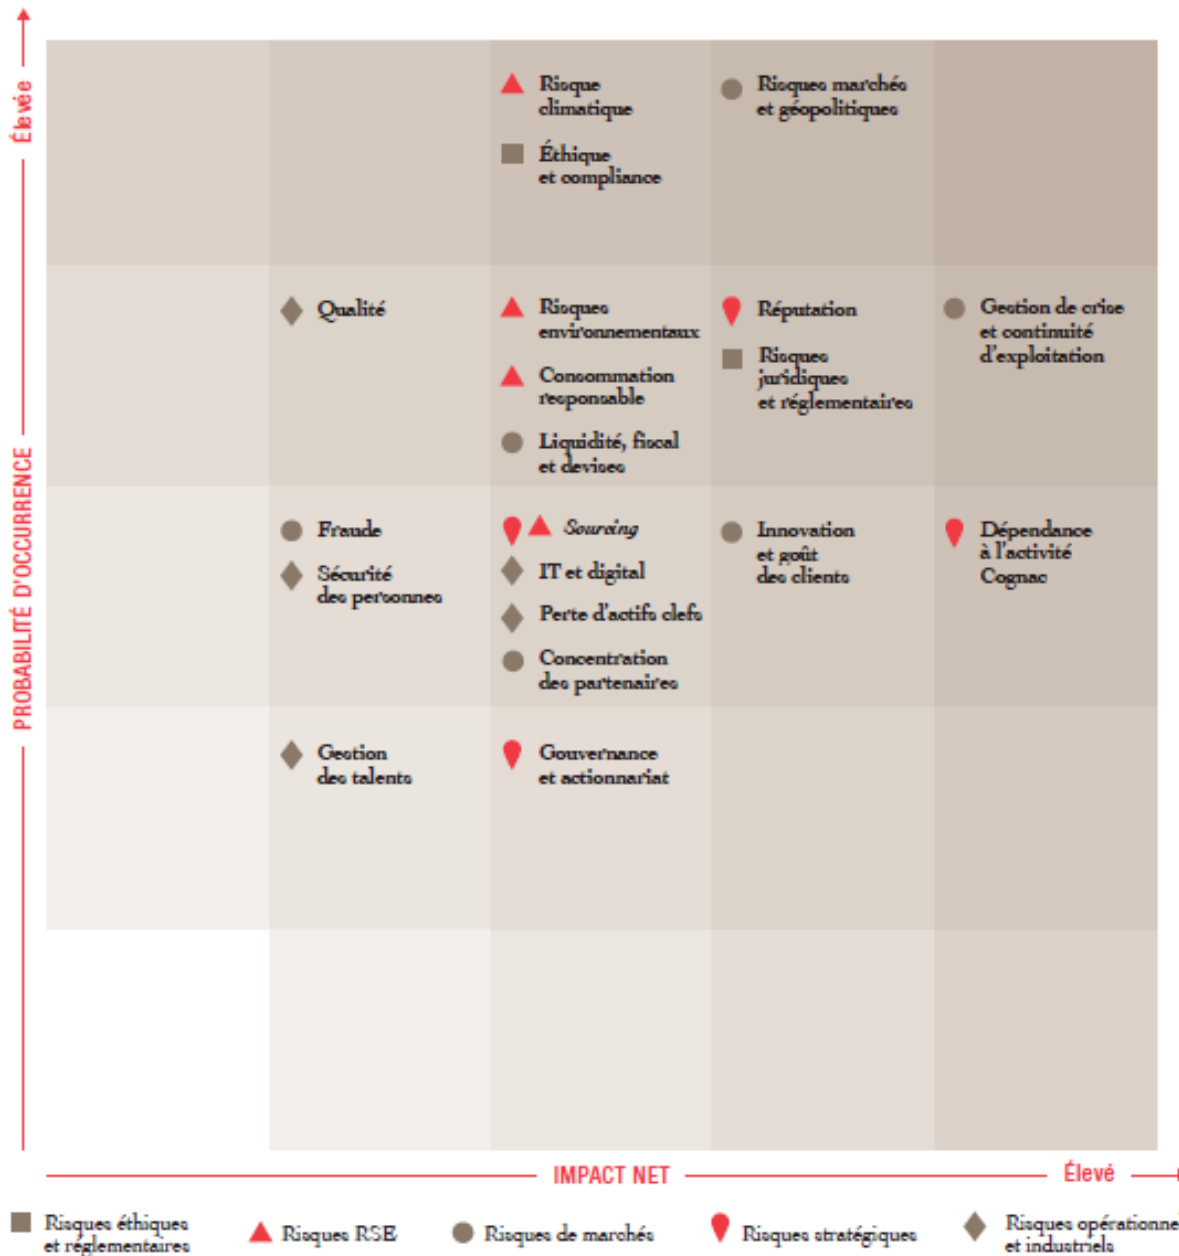 Élevée
Risque
climatique
Éthique
et compliance
Risques marchés
et géopolitiques
Qualité
Risques
environnementaux
Consommation
responsable
Liquidité, fiscal
et devises
Réputation
Risques
juridiques
et réglementaires
Gestion de crise
et continuité
d'exploitation
PROBABILITÉ D'OCCURRENCE
Fraude
Sécurité
des personnes
Sourcing
IT et digital
Perte d'actifs clefs
Concentration
des partenaires
Innovation
et goût
des clients
Dépendance
à l'activité
Cognac
Gestion
des talents
Gouvernance
et actionnariat
IMPACT NET
Élevé
Risques éthiques
et réglementaires
Risques RSE
Risques de marchés
Risques stratégiques
Risques opérationnel
et industriels